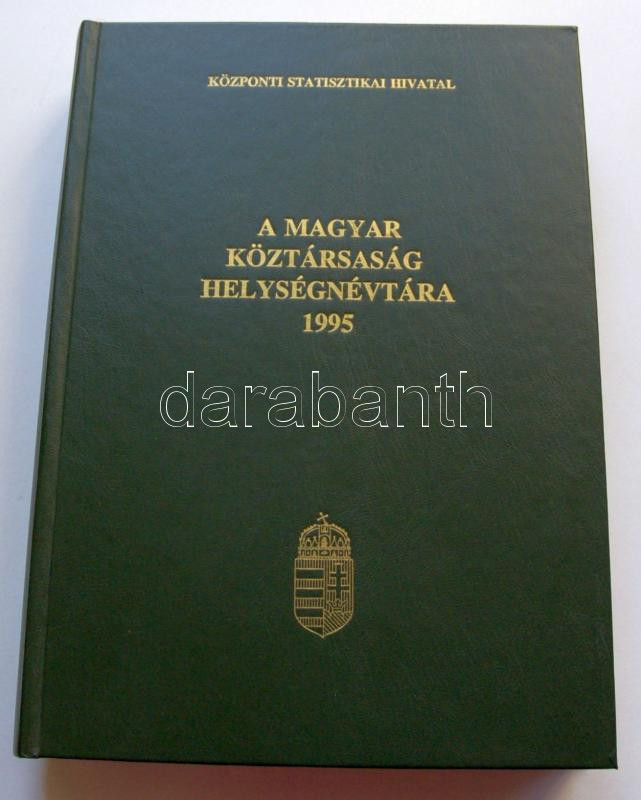 KÖZPONTI STATISZTIKAI HIVATAL
A MAGYAR
KÖZTÁRSASÁG
HELYSÉGNÉVTÁRA
1995
darabanth